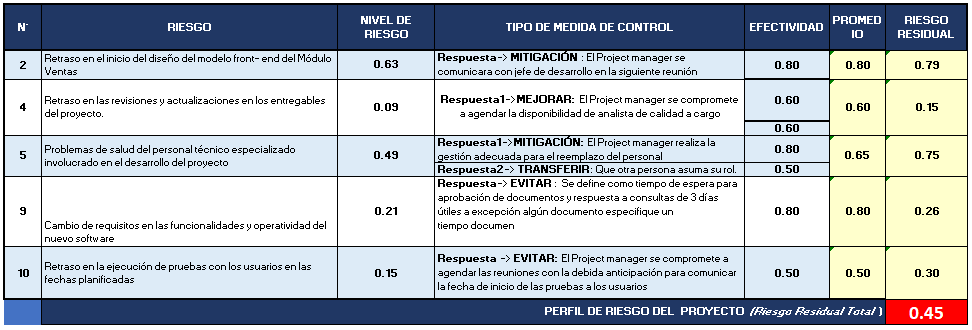 N° RIESGO NIVEL DE RIESGO TIPO DE MEDIDA DE CONTROL EFECTIVIDAD PROMED IO RIESGO RESIDUAL
2 Retraso en el inicio del diseño del modelo front- end del Módulo
Ventas 0.63 Respuesta-> MITIGACIÓN : El Project manager se
comunicara con jefe de desarrollo en la siguiente reunión 0.80 0.80 0.79
4 Retraso en las revisiones y actualizaciones en los entregables
del proyecto. 0.09 Respuesta1->MEJORAR: El Project manager se compromete
a agendar la disponibilidad de analista de calidad a cargo 0.60 0.60 0.15
0.60
5 Problemas de salud del personal técnico especializado
involucrado en el desarrollo del proyecto 0.49 Respuesta1->MITIGACIÓN: El Project manager realiza la
gestión adecuada para el reemplazo del personal 0.80 0.65 0.75
Respuesta2-> TRANSFERIR: Que otra persona asuma su rol. 0.50
9 Cambio de requisitos en las funcionalidades y operatividad del
nuevo software 0.21 Respuesta-> EVITAR : Se define como tiempo de espera para
aprobación de documentos y respuesta a consultas de 3 días
útiles a excepción algún documento especifique un
tiempo documen 0.80 0.80 0.26
10 Retraso en la ejecución de pruebas con los usuarios en las
fechas planificadas 0.15 Respuesta -> EVITAR: El Project manager se compromete a
agendar las reuniones con la debida anticipación para comunicar
la fecha de inicio de las pruebas a los usuarios 0.50 0.50 0.30
PERFIL DE RIESGO DEL PROYECTO (Riesgo Residual Total ) 0.45